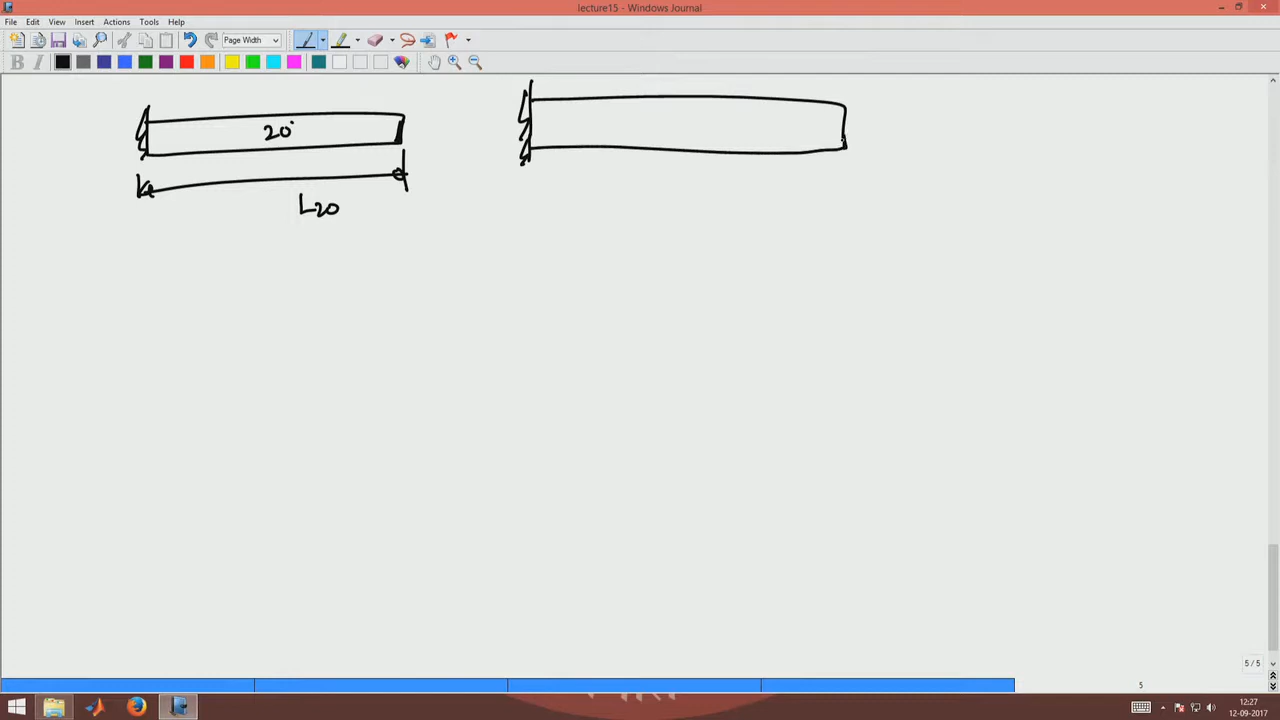 lecture15 - Windows Journal
File Edit View Insert Actions Tools Help
Page Width
B I
20°
L20
5 / 5
5
12:27
12-09-2017